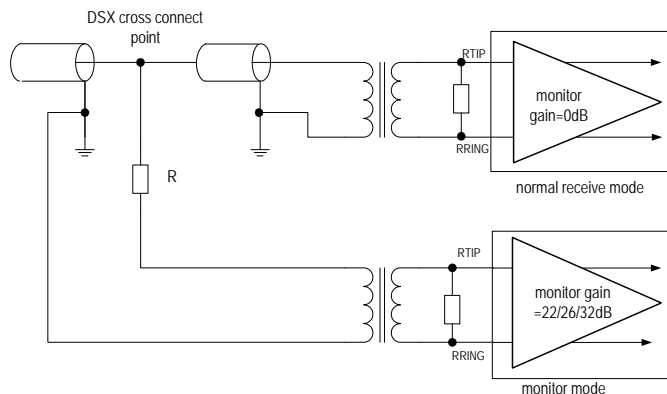 DSX cross connect
point
RTIP
monitor
gain=0dB
RRING
normal receive mode
R
RTIP
monitor gain
=22/26/32dB
RRING
monitor mode